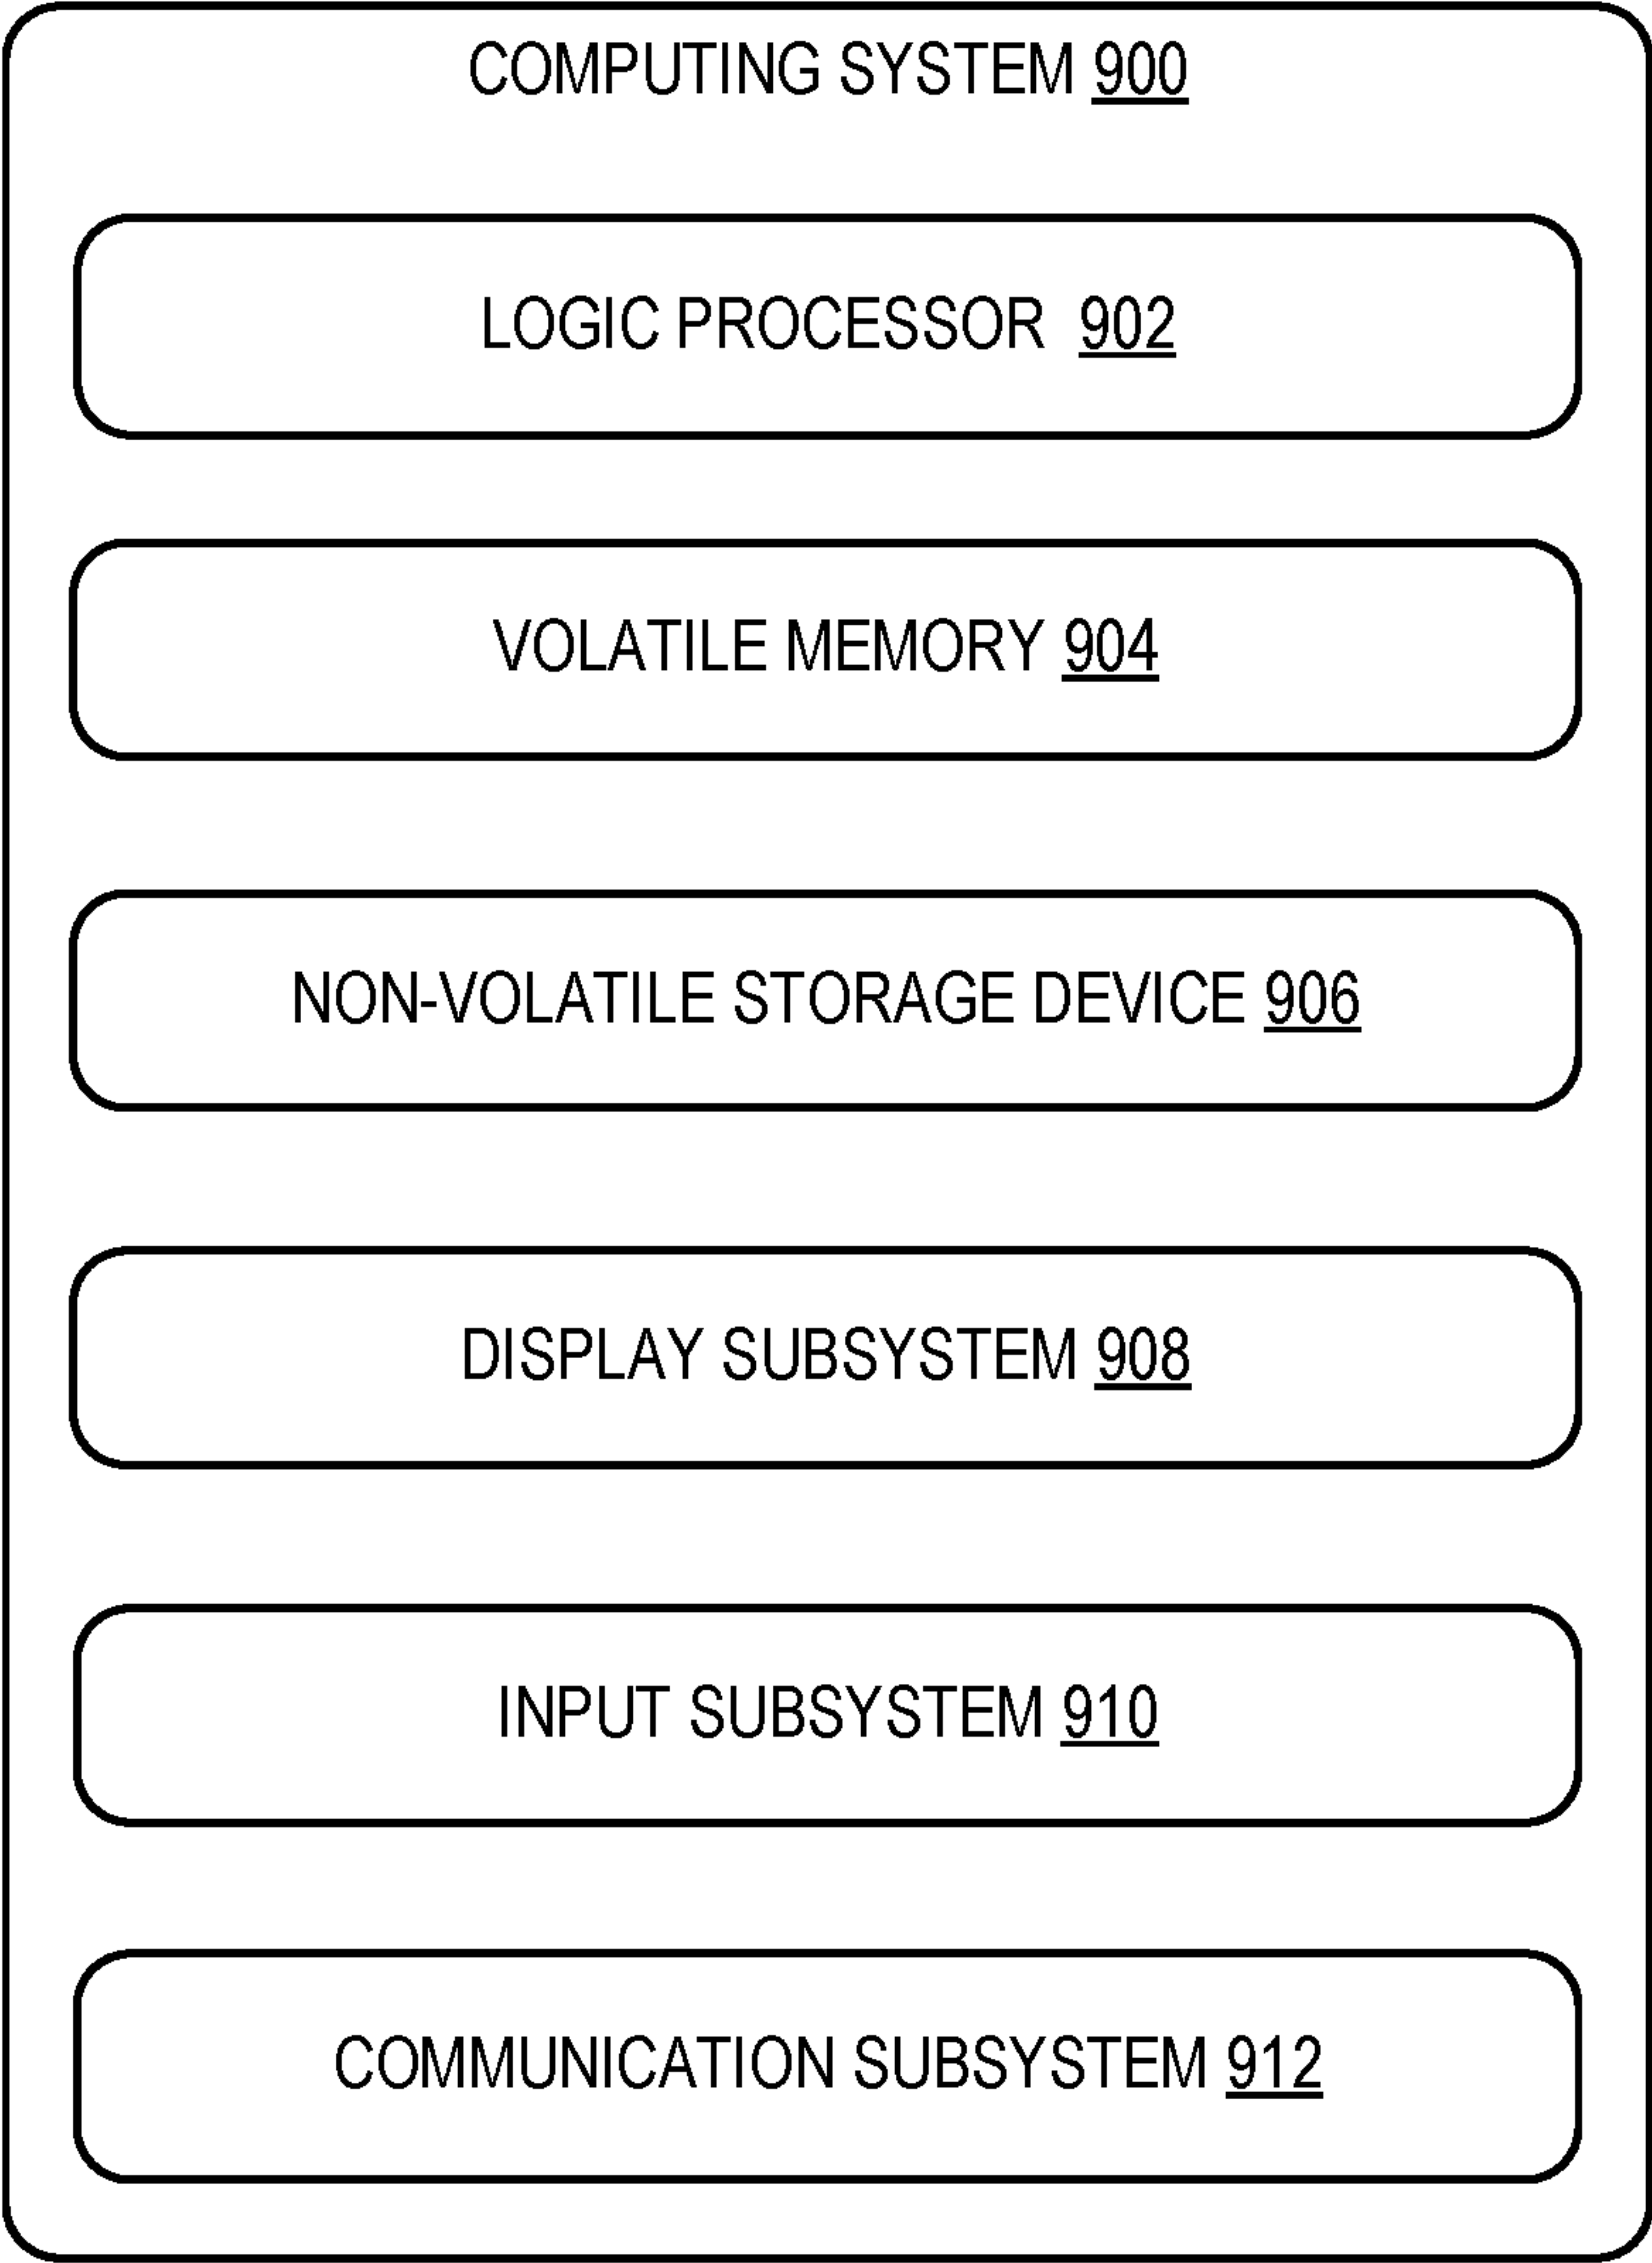 COMPUTING SYSTEM 900
LOGIC PROCESSOR 902
VOLATILE MEMORY 904
NON-VOLATILE STORAGE DEVICE 906
DISPLAY SUBSYSTEM 908
INPUT SUBSYSTEM 910
COMMUNICATION SUBSYSTEM 912